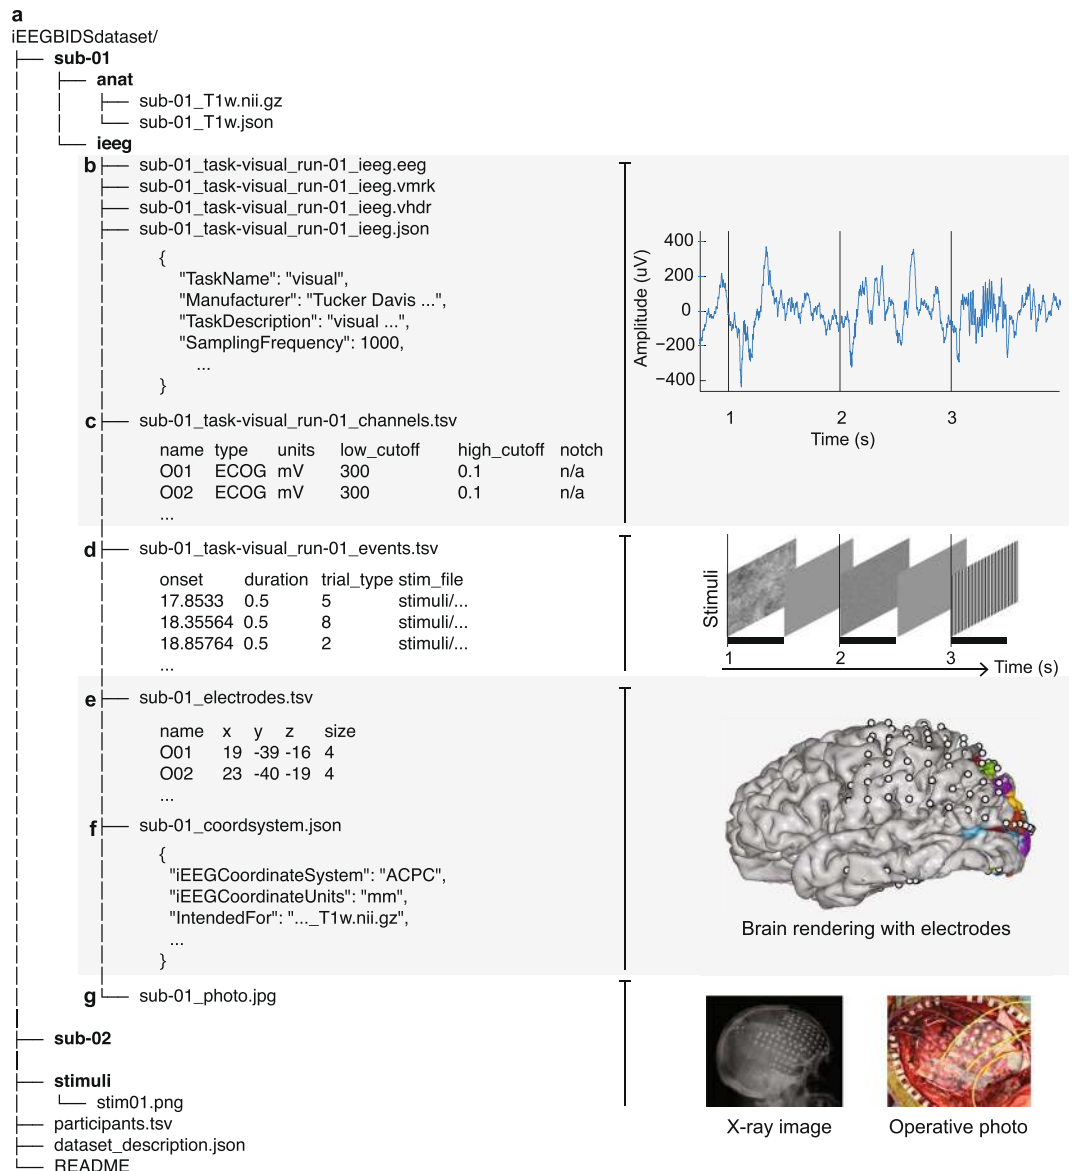 a
iEEGBIDSdataset/
sub-01
anat
sub-01_T1w.nii.gz
sub-01_T1w.json
ieeg
b sub-01_task-visual_run-01_ieeg.eeg
sub-01_task-visual_run-01_ieeg.vmrk
sub-01_task-visual_run-01_ieeg.vhdr
sub-01_task-visual_run-01_ieeg.json
{
"TaskName": "visual",
"Manufacturer": "Tucker Davis ...",
"TaskDescription": "visual ...",
"SamplingFrequency": 1000,
...
}
400
200
0
−200
−400
Amplitude (uV)
1 2 3
Time (s)
c sub-01_task-visual_run-01_channels.tsv
name type units low_cutoff high_cutoff notch
O01 ECOG mV 300 0.1 n/a
O02 ECOG mV 300 0.1 n/a
...
d sub-01_task-visual_run-01_events.tsv
onset duration trial_type stim_file
17.8533 0.5 5 stimuli/...
18.35564 0.5 8 stimuli/...
18.85764 0.5 2 stimuli/...
...
Stimuli
1 2 3
Time (s)
e sub-01_electrodes.tsv
name x y z size
O01 19 -39 -16 4
O02 23 -40 -19 4
...
f sub-01_coordsystem.json
{
"iEEGCoordinateSystem": "ACPC",
"iEEGCoordinateUnits": "mm",
"IntendedFor": "..._T1w.nii.gz",
...
}
Brain rendering with electrodes
g sub-01_photo.jpg
sub-02
stimuli
stim01.png
participants.tsv
dataset_description.json
README
X-ray image
Operative photo